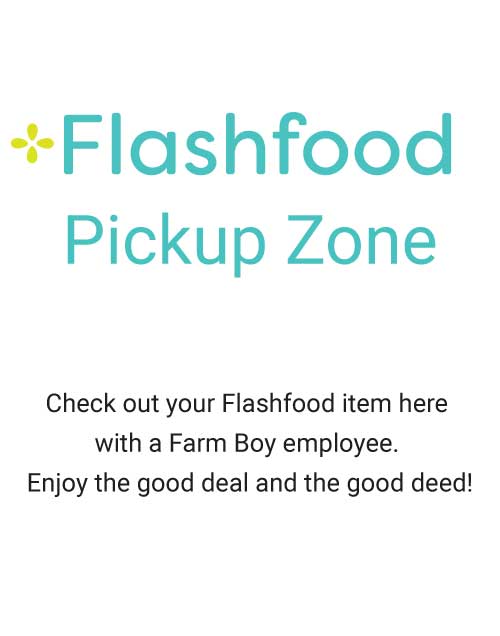 Flashfood
Pickup Zone
Check out your Flashfood item here
with a Farm Boy employee.
Enjoy the good deal and the good deed!